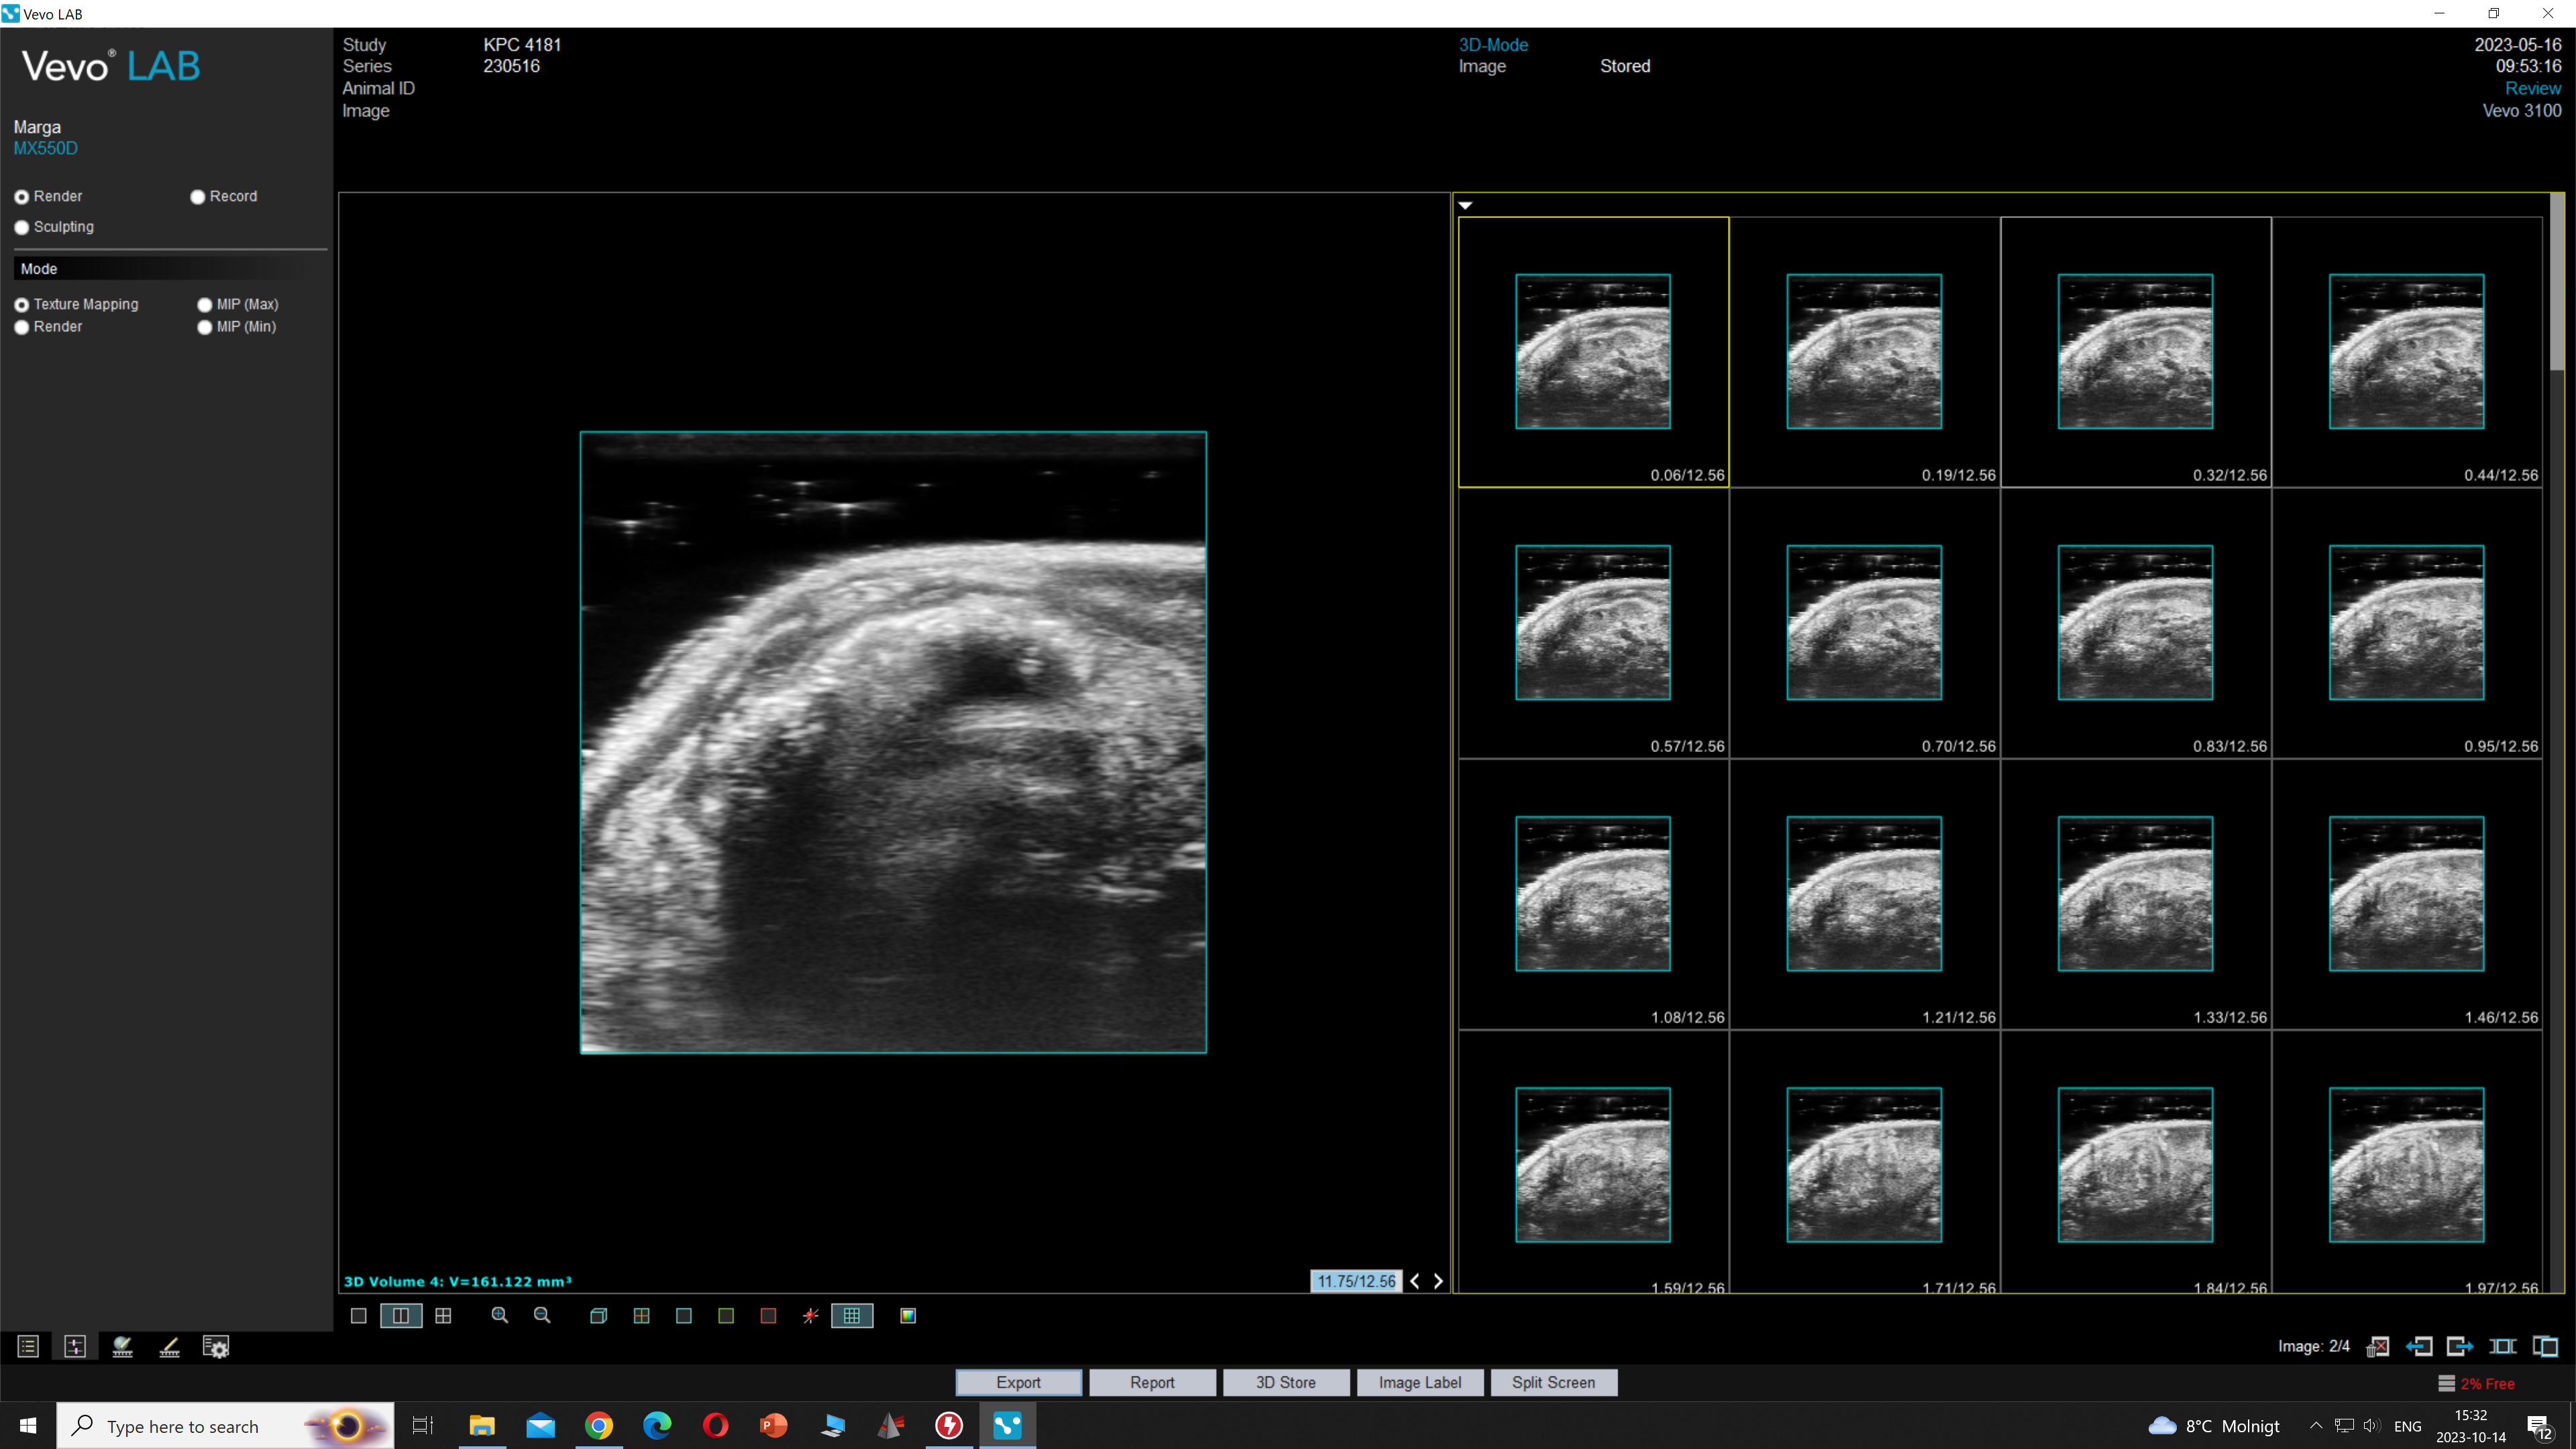 Vevo LAB
Vevo® LAB
Marga
MX550D
Render
Record
Sculpting
Mode
Texture Mapping
MIP (Max)
Render
MIP (Min)
Study KPC 4181
Series 230516
Animal ID
Image
3D-Mode
Image Stored
2023-05-16
09:53:16
Review
Vevo 3100
3D Volume 4: V=161.122 mm³
11.75/12.56
0.06/12.56
0.19/12.56
0.32/12.56
0.44/12.56
0.57/12.56
0.70/12.56
0.83/12.56
0.95/12.56
1.08/12.56
1.21/12.56
1.33/12.56
1.46/12.56
1.59/12.56
1.71/12.56
1.84/12.56
1.97/12.56
Image: 2/4
Export
Report
3D Store
Image Label
Split Screen
2% Free
Type here to search
8°C Molnigt
ENG
15:32
2023-10-14
12